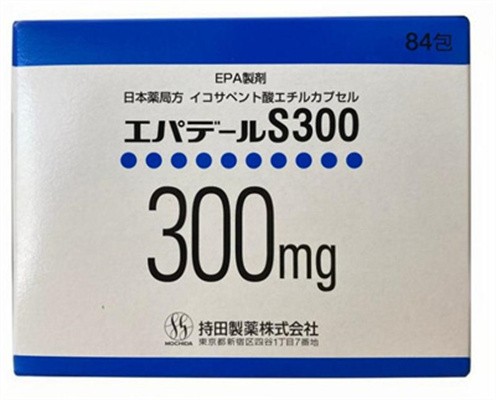 84包
EPA製剤
日本薬局方 イコサペント酸エチルカプセル
エパデールS300
300mg
MOCHIDA
持田製薬株式会社
東京都新宿区四谷1丁目7番地